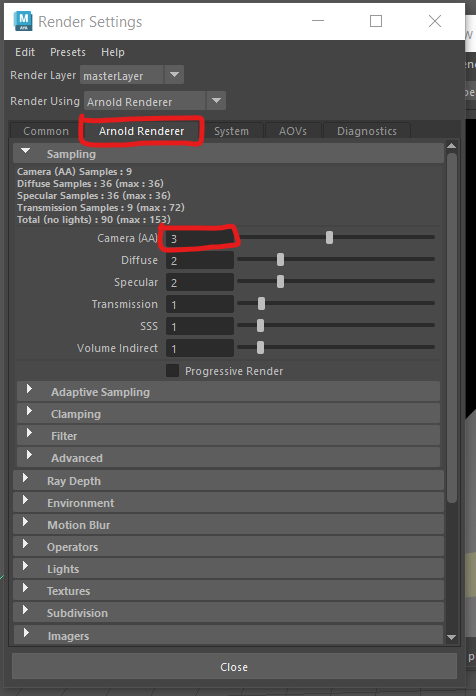 M
AFA
Render Settings
Edit Presets Help
Render Layer masterLayer
Render Using Arnold Renderer
Common Arnold Renderer System AOVs Diagnostics
Sampling
Camera (AA) Samples : 9
Diffuse Samples : 36 (max : 36)
Specular Samples : 36 (max : 36)
Transmission Samples : 9 (max : 72)
Total (no lights) : 90 (max : 153)
Camera (AA) 3
Diffuse 2
Specular 2
Transmission 1
SSS 1
Volume Indirect 1
Progressive Render
Adaptive Sampling
Clamping
Filter
Advanced
Ray Depth
Environment
Motion Blur
Operators
Lights
Textures
Subdivision
Imagers
Close